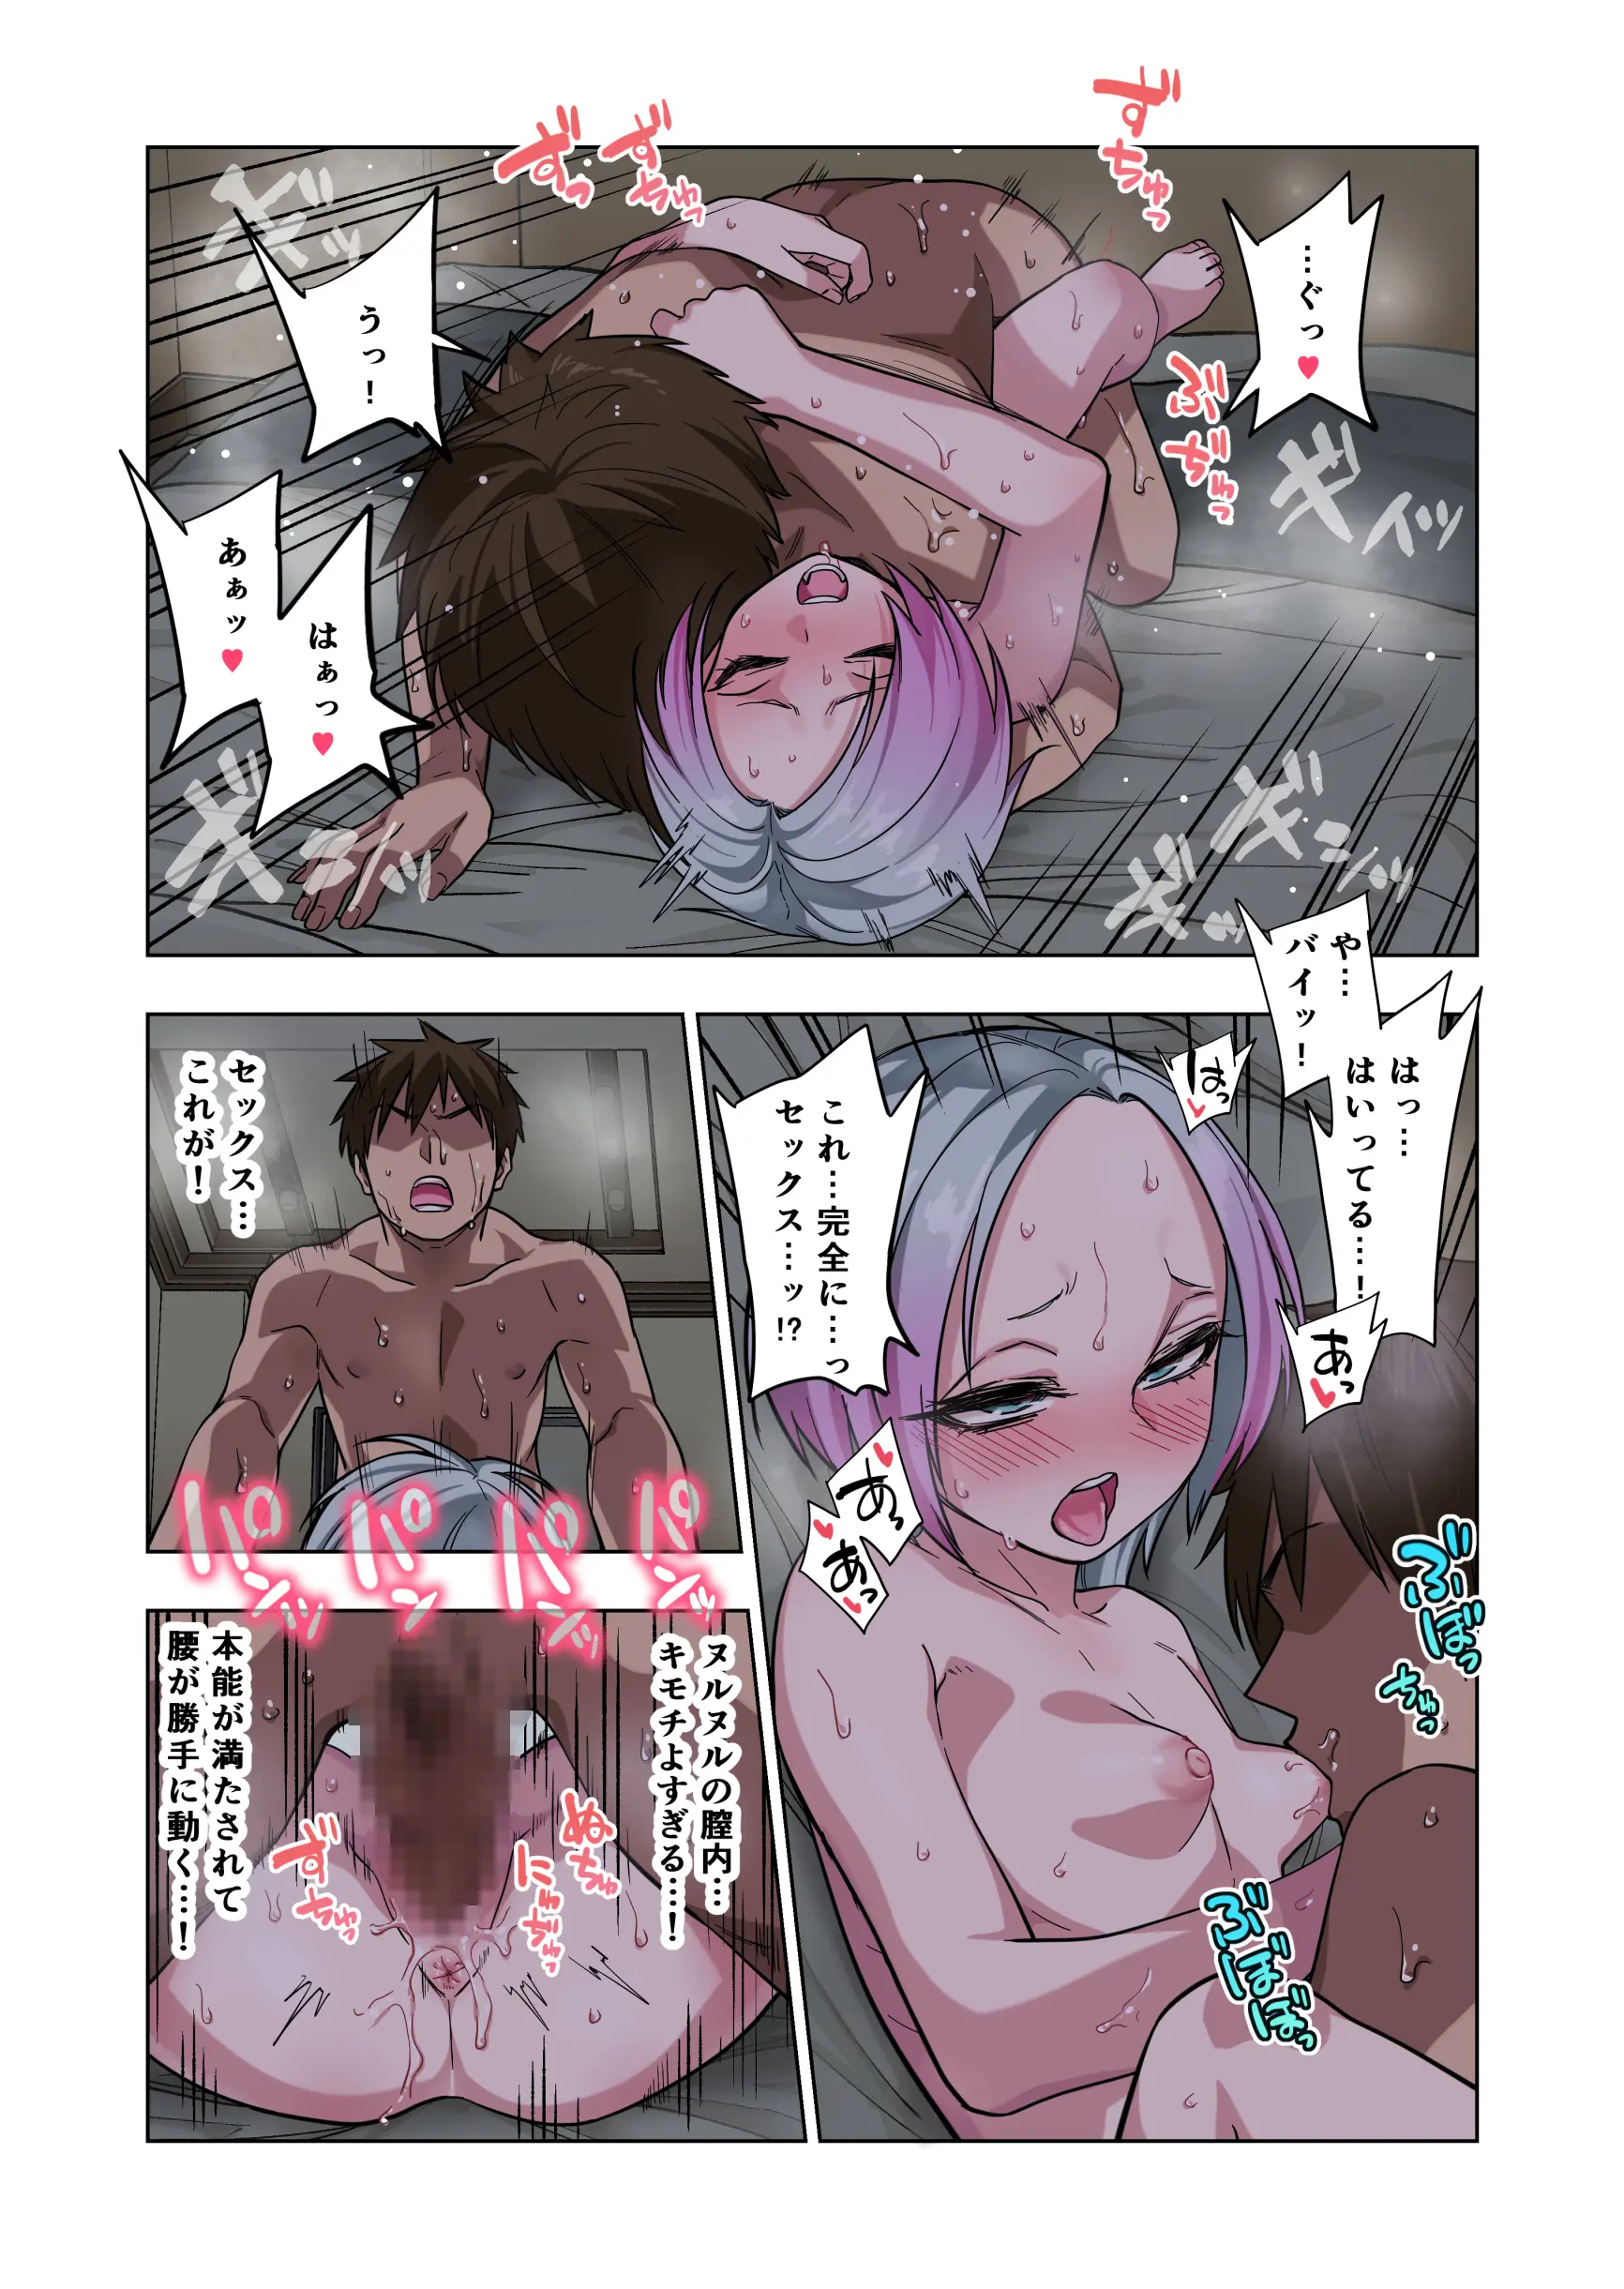 ずちゅっ
ずちゅっ
ずっ
…ぐっ♥
うっ！
はぁっ♥
あぁッ♥
ぶぢゅっ
ギッ
ギイッ
ギシッ
ギシッ
ギッ
や…
バイッ！
はっ…
はいってる…！
はっ
あっ
これ…完全に…っ
セックス…ッ!?
あっ
あっ
ぶぼっ
ちゅっ
ぶぼぼっ
セックス…
これが！
パンッ
パン
パンッ
パンッ
ヌルヌルの膣内…
キモチよすぎる…！
本能が満たされて
腰が勝手に動く…！
ぬちゅっ
にゅぢゅっ
ずちゅっ